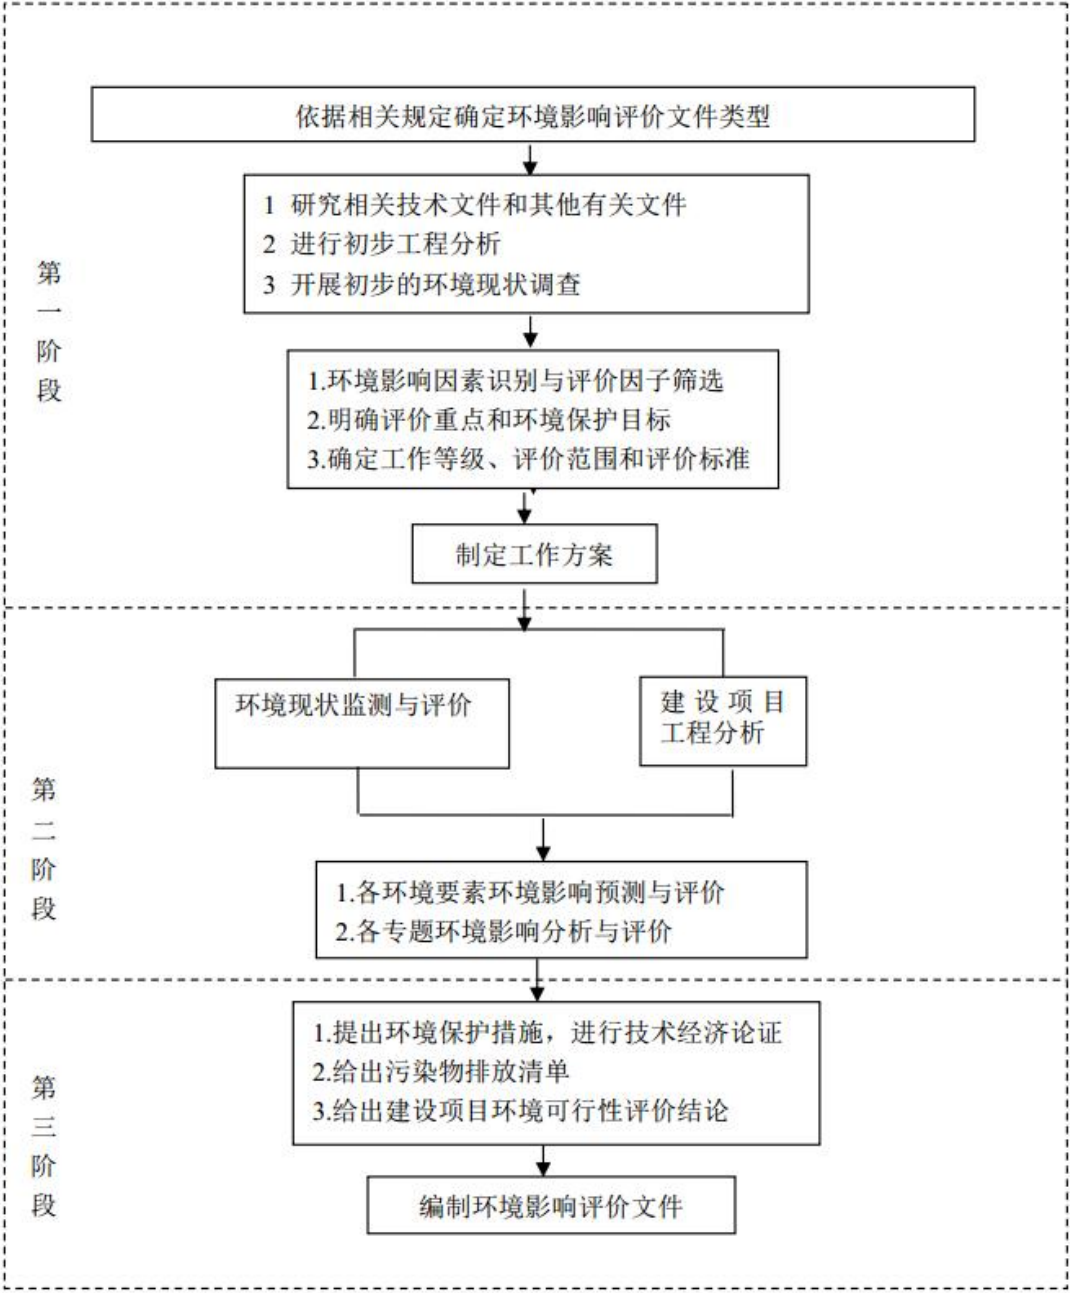 依据相关规定确定环境影响评价文件类型
1 研究相关技术文件和其他有关文件
2 进行初步工程分析
3 开展初步的环境现状调查
第一阶段
1.环境影响因素识别与评价因子筛选
2.明确评价重点和环境保护目标
3.确定工作等级、评价范围和评价标准
制定工作方案
环境现状监测与评价
建设项目
工程分析
第二阶段
1.各环境要素环境影响预测与评价
2.各专题环境影响分析与评价
1.提出环境保护措施，进行技术经济论证
2.给出污染物排放清单
3.给出建设项目环境可行性评价结论
第三阶段
编制环境影响评价文件